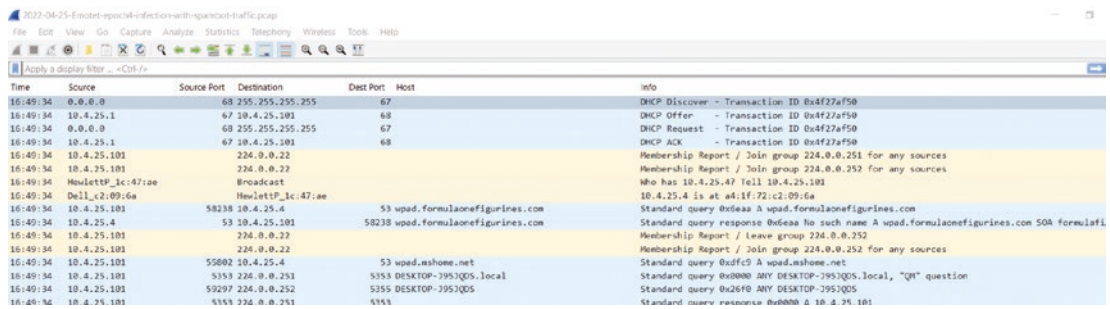 2022-04-25-Emotet-epoch4-infection-with-spambot-traffic.pcap
File Edit View Go Capture Analyze Statistics Telephony Wireless Tools Help
Apply a display filter ... <Ctrl-/>
Time Source Source Port Destination Dest Port Host Info
16:49:34 0.0.0.0 68 255.255.255.255 67 DHCP Discover - Transaction ID 0x4f27af50
16:49:34 10.4.25.1 67 10.4.25.101 68 DHCP Offer - Transaction ID 0x4f27af50
16:49:34 0.0.0.0 68 255.255.255.255 67 DHCP Request - Transaction ID 0x4f27af50
16:49:34 10.4.25.1 67 10.4.25.101 68 DHCP ACK - Transaction ID 0x4f27af50
16:49:34 10.4.25.101 224.0.0.22 Membership Report / Join group 224.0.0.251 for any sources
16:49:34 10.4.25.101 224.0.0.22 Membership Report / Join group 224.0.0.252 for any sources
16:49:34 HewlettP_1c:47:ae Broadcast Who has 10.4.25.4? Tell 10.4.25.101
16:49:34 Dell_c2:09:6a HewlettP_1c:47:ae 10.4.25.4 is at a4:1f:72:c2:09:6a
16:49:34 10.4.25.101 58238 10.4.25.4 53 wpad.formulaonefigurines.com Standard query 0x6eaa A wpad.formulaonefigurines.com
16:49:34 10.4.25.4 53 10.4.25.101 58238 wpad.formulaonefigurines.com Standard query response 0x6eaa No such name A wpad.formulaonefigurines.com SOA
16:49:34 10.4.25.101 224.0.0.22 Membership Report / Leave group 224.0.0.252
16:49:34 10.4.25.101 224.0.0.22 Membership Report / Join group 224.0.0.252 for any sources
16:49:34 10.4.25.101 55802 10.4.25.4 53 wpad.mshome.net Standard query 0xdfc9 A wpad.mshome.net
16:49:34 10.4.25.101 5353 224.0.0.251 5353 DESKTOP-J95JQDS.local Standard query 0x0000 ANY DESKTOP-J95JQDS.local, "QM" question
16:49:34 10.4.25.101 59297 224.0.0.252 5355 DESKTOP-J95JQDS Standard query 0x26f0 ANY DESKTOP-J95JQDS
16:49:34 10.4.25.101 5353 224.0.0.251 5353 Standard query response 0x0000 A 10.4.25.101